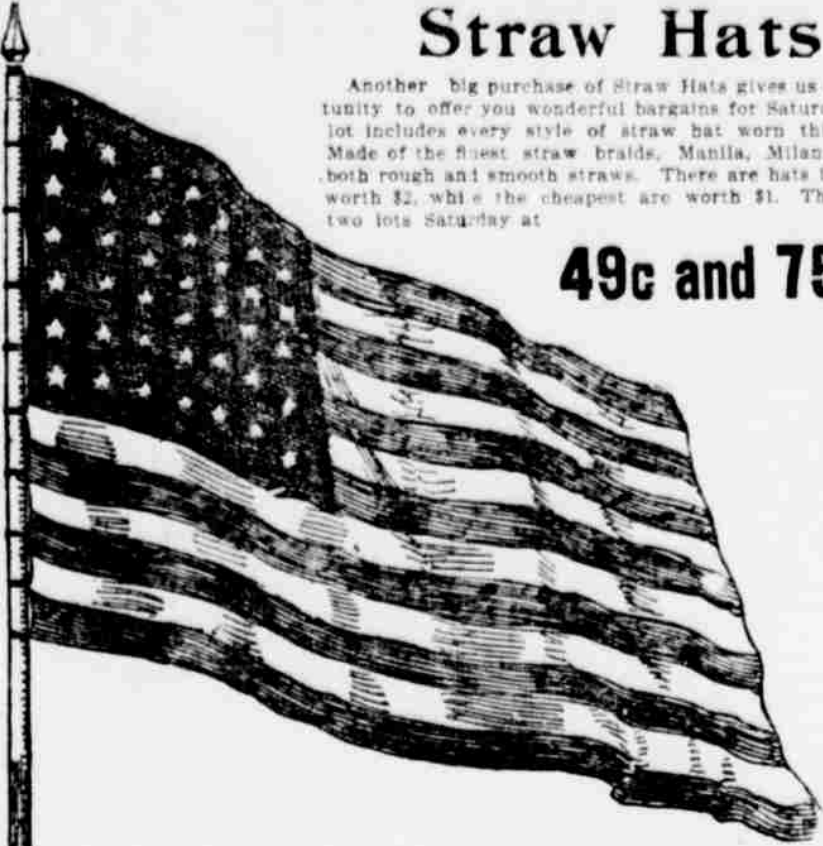 Straw Hats
Another big purchase of Straw Hats gives us
tunity to offer you wonderful bargains for Satur
lot includes every style of straw hat worn thi
Made of the finest straw braids, Manila, Milan
both rough and smooth straws. There are hats
worth $2, while the cheapest are worth $1. Th
two lots Saturday at
49c and 75